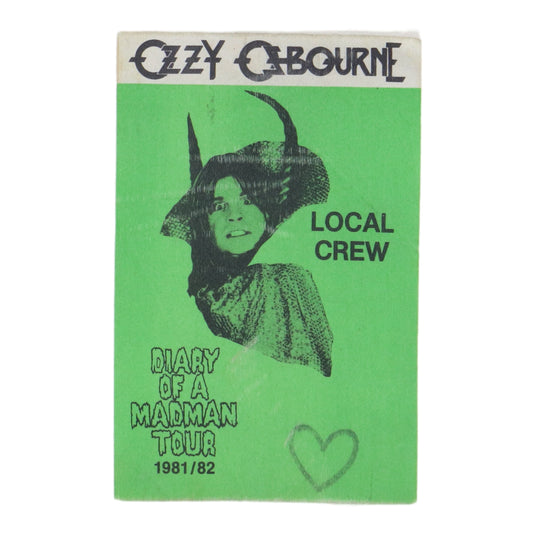 OZZY OSBOURNE
LOCAL
CREW
DIARY
OF A
MADMAN
TOUR
1981/82